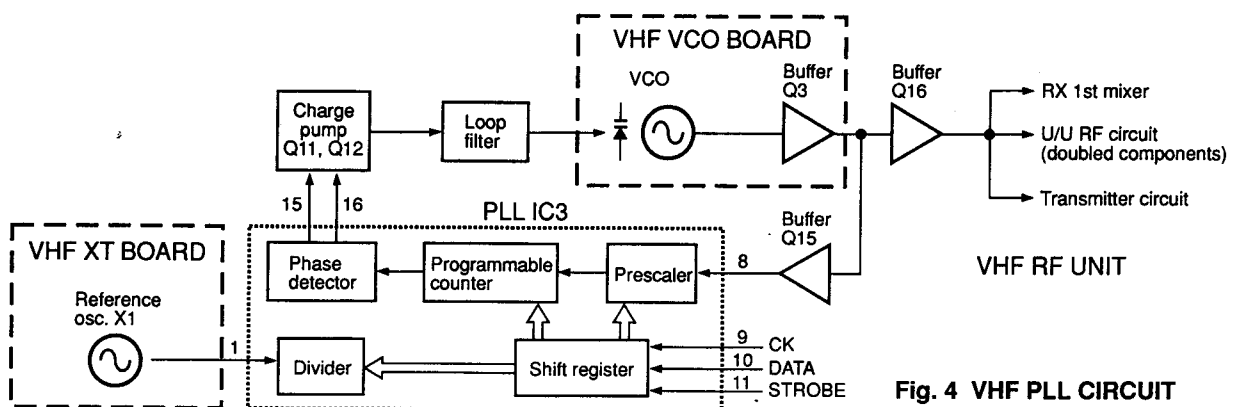 VHF VCO BOARD
VCO
Buffer
Q3
Buffer
Q16
RX 1st mixer
U/U RF circuit
(doubled components)
Transmitter circuit
Charge
pump
Q11, Q12
Loop
filter
15
16
PLL IC3
VHF XT BOARD
Reference
osc. X1
1
Phase
detector
Programmable
counter
Prescaler
8
Buffer
Q15
VHF RF UNIT
Divider
Shift register
9
CK
10
DATA
11
STROBE
Fig. 4 VHF PLL CIRCUIT